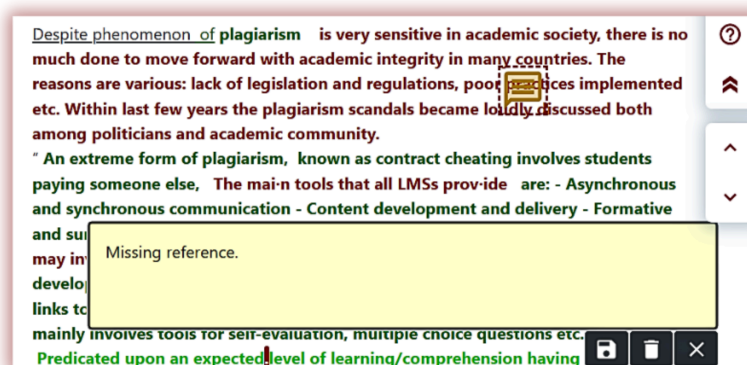 Despite phenomenon of plagiarism is very sensitive in academic society, there is no
much done to move forward with academic integrity in many countries. The
reasons are various: lack of legislation and regulations, poor practices implemented
etc. Within last few years the plagiarism scandals became loudly discussed both
among politicians and academic community.
" An extreme form of plagiarism, known as contract cheating involves students
paying someone else, The mai·n tools that all LMSs prov·ide are: - Asynchronous
and synchronous communication - Content development and delivery - Formative
and
may
Missing reference.
links
mainly involves tools for self-evaluation, multiple choice questions etc.
Predicated upon an expected level of learning/comprehension having